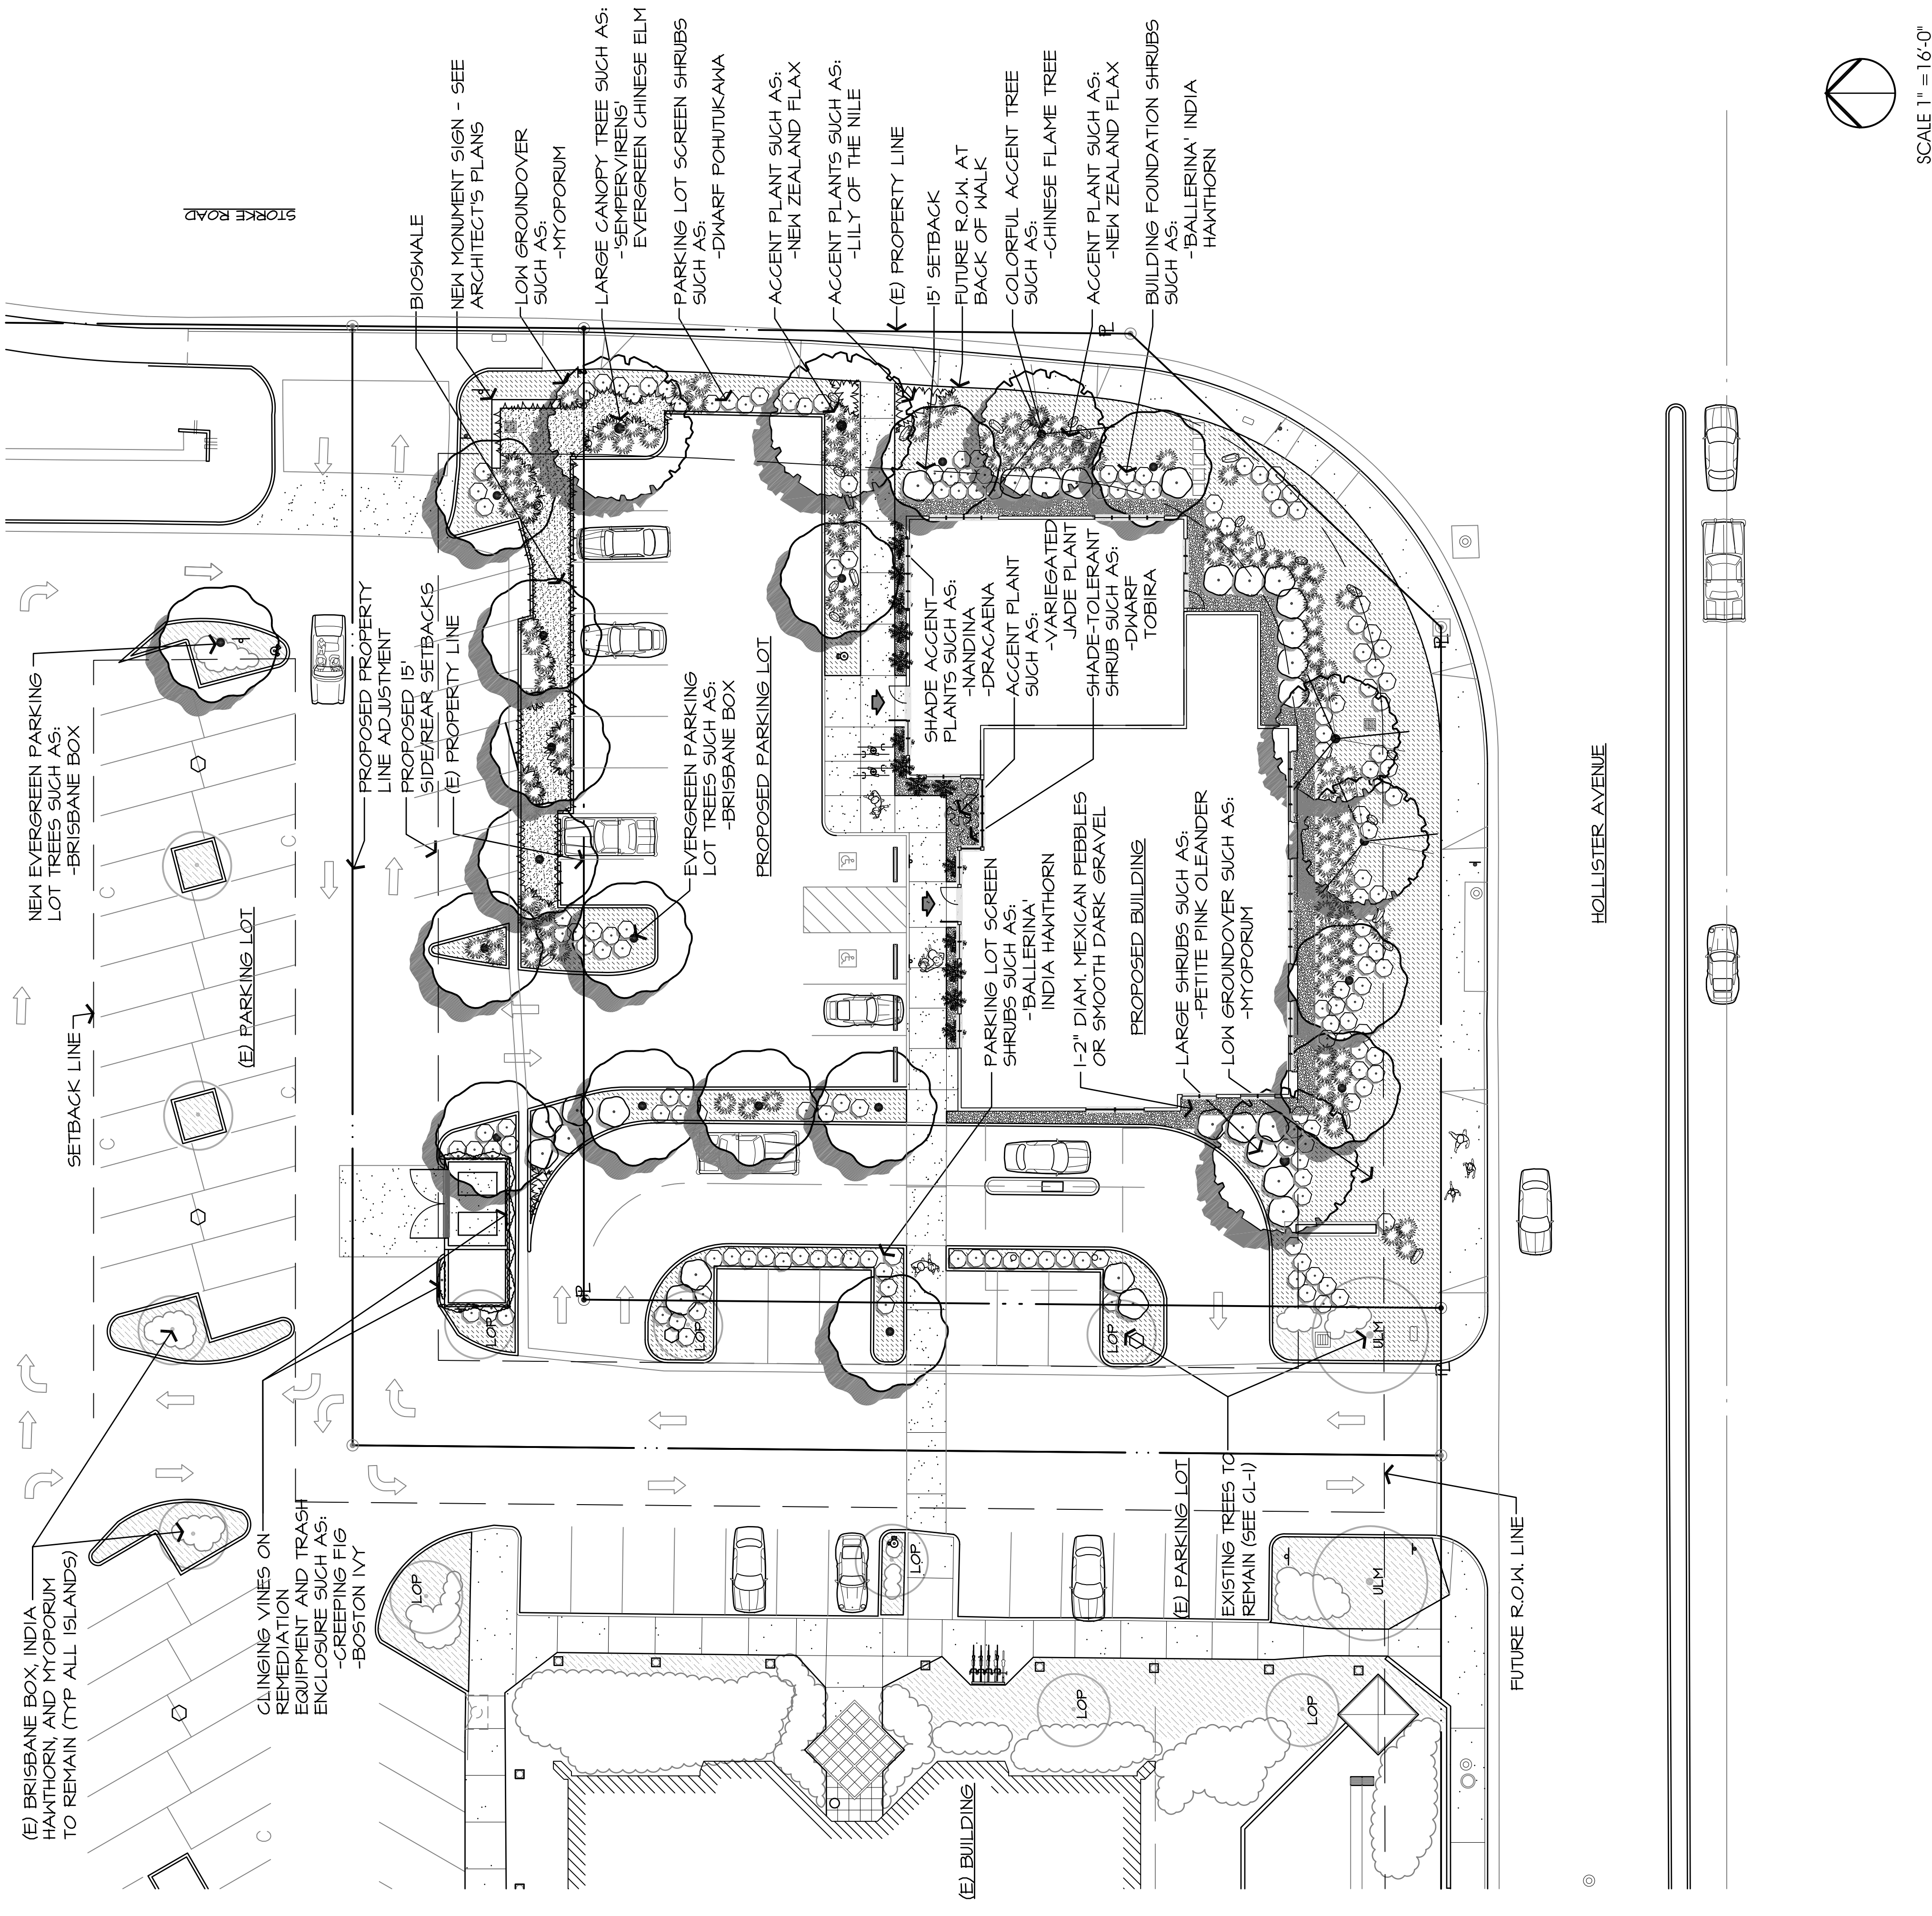 STORKE ROAD
BIOSWALE
NEW MONUMENT SIGN - SEE
ARCHITECT'S PLANS
LOW GROUNDOVER
SUCH AS:
-MYOPORUM
LARGE CANOPY TREE SUCH AS:
-'SEMPERVIRENS'
EVERGREEN CHINESE ELM
PARKING LOT SCREEN SHRUBS
SUCH AS:
-DWARF POHUTUKAWA
ACCENT PLANT SUCH AS:
-NEW ZEALAND FLAX
ACCENT PLANTS SUCH AS:
-LILY OF THE NILE
(E) PROPERTY LINE
15' SETBACK
FUTURE R.O.W. AT
BACK OF WALK
COLORFUL ACCENT TREE
SUCH AS:
-CHINESE FLAME TREE
ACCENT PLANT SUCH AS:
-NEW ZEALAND FLAX
BUILDING FOUNDATION SHRUBS
SUCH AS:
-'BALLERINA' INDIA
HAWTHORN
SCALE 1" =16'-0"
NEW EVERGREEN PARKING
LOT TREES SUCH AS:
-BRISBANE BOX
PROPOSED PROPERTY
LINE ADJUSTMENT
PROPOSED 15'
SIDE/REAR SETBACKS
(E) PROPERTY LINE
EVERGREEN PARKING
LOT TREES SUCH AS:
-BRISBANE BOX
PROPOSED PARKING LOT
SHADE ACCENT
PLANTS SUCH AS:
-NANDINA
-DRACAENA
ACCENT PLANT
SUCH AS:
-VARIEGATED
JADE PLANT
SHADE-TOLERANT
SHRUB SUCH AS:
-DWARF
TOBIRA
PL
PL
HOLLISTER AVENUE
SETBACK LINE
(E) PARKING LOT
C
C
C
C
PARKING LOT SCREEN
SHRUBS SUCH AS:
-'BALLERINA'
INDIA HAWTHORN
1-2" DIAM. MEXICAN PEBBLES
OR SMOOTH DARK GRAVEL
PROPOSED BUILDING
LARGE SHRUBS SUCH AS:
-PETITE PINK OLEANDER
LOW GROUNDOVER SUCH AS:
-MYOPORUM
PL
PL
LOP
LOP
LOP
ULM
(E) BRISBANE BOX, INDIA
HAWTHORN, AND MYOPORUM
TO REMAIN (TYP ALL ISLANDS)
CLINGING VINES ON
REMEDIATION
EQUIPMENT AND TRASH
ENCLOSURE SUCH AS:
-CREEPING FIG
-BOSTON IVY
(E) PARKING LOT
EXISTING TREES TO
REMAIN (SEE CL-1)
FUTURE R.O.W. LINE
LOP
LOP
ULM
LOP
LOP
C
(E) BUILDING